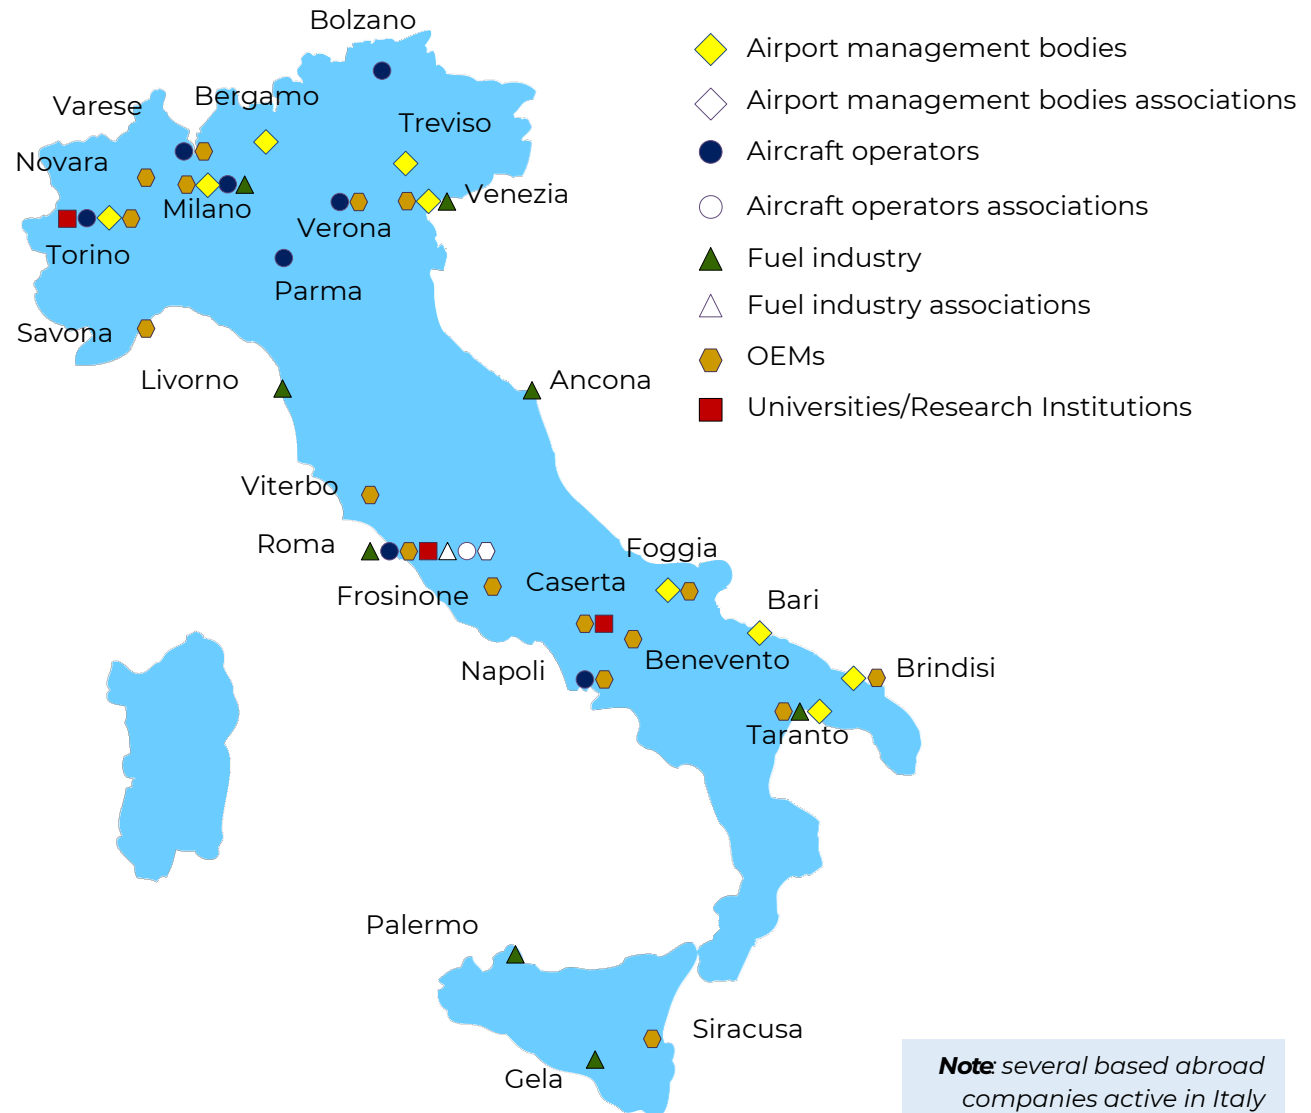 Bolzano
Varese
Bergamo
Treviso
Novara
Venezia
Milano
Verona
Torino
Parma
Savona
Livorno
Ancona
Viterbo
Roma
Foggia
Frosinone
Caserta
Bari
Napoli
Benevento
Brindisi
Taranto
Palermo
Siracusa
Gela
Airport management bodies
Airport management bodies associations
Aircraft operators
Aircraft operators associations
Fuel industry
Fuel industry associations
OEMs
Universities/Research Institutions
Note: several based abroad
companies active in Italy